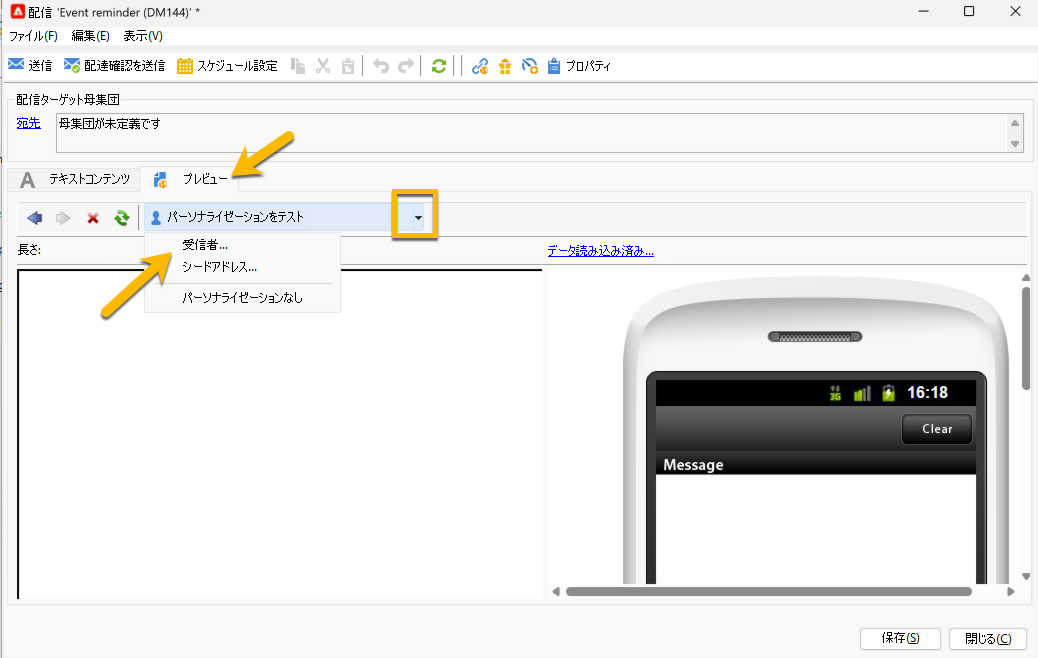 配信 'Event reminder (DM144)' *
ファイル(F) 編集(E) 表示(V)
送信 配達確認を送信 スケジュール設定 プロパティ
配信ターゲット母集団
宛先 母集団が未定義です
A テキストコンテンツ プレビュー
パーソナライゼーションをテスト
長さ: 受信者... データ読み込み済み...
シードアドレス...
パーソナライゼーションなし
3G 16:18
Clear
Message
保存(S) 閉じる(C)